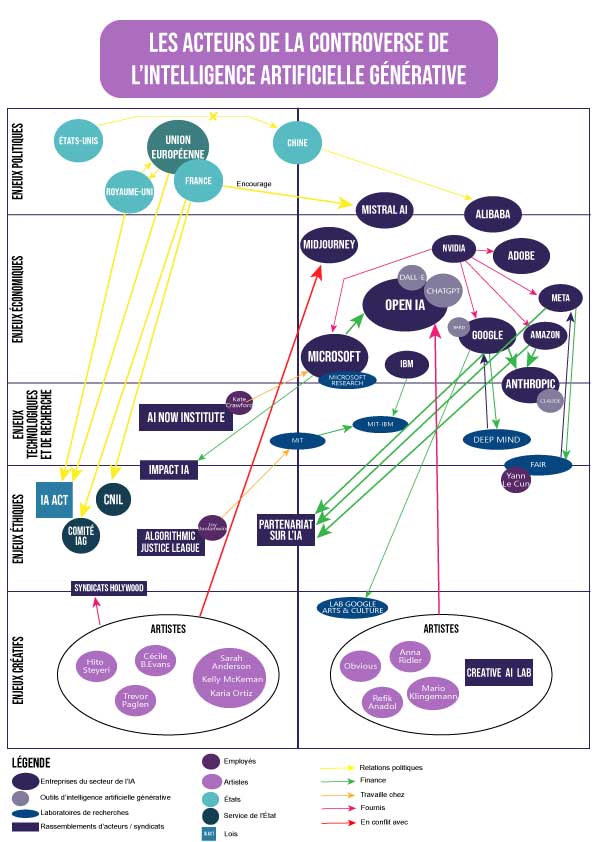 LES ACTEURS DE LA CONTROVERSE DE
L'INTELLIGENCE ARTIFICIELLE GÉNÉRATIVE
ENJEUX POLITIQUES
ÉTATS-UNIS
UNION
EUROPÉENNE
CHINE
ROYAUME-UNI
FRANCE
Encourage
MISTRAL AI
ALIBABA
ENJEUX ÉCONOMIQUES
MIDJOURNEY
NVIDIA
ADOBE
DALL-E
CHATGPT
OPEN IA
META
GOOGLE
AMAZON
MICROSOFT
IBM
MICROSOFT
RESEARCH
ANTHROPIC
CLAUDE
ENJEUX
TECHNOLOGIQUES
ET DE RECHERCHE
Kate
Crawford
AI NOW INSTITUTE
MIT
MIT-IBM
DEEP MIND
IMPACT IA
FAIR
Yann
Le Cun
ENJEUX ÉTHIQUES
IA ACT
CNIL
COMITÉ
IAG
Joy
ALGORITHMIC
JUSTICE LEAGUE
PARTENARIAT
SUR L'IA
SYNDICATS HOLYWOOD
LAB GOOGLE
ARTS & CULTURE
ENJEUX CRÉATIFS
ARTISTES
Hito
Steyeri
Cécile
B.Evans
Sarah
Anderson
Kelly McKeman
Karia Ortiz
Trevor
Paglen
ARTISTES
Obvious
Anna
Ridler
CREATIVE AI LAB
Refik
Anadol
Mario
Klingemann
LÉGENDE
Entreprises du secteur de l'IA
Outils d'intelligence artificielle générative
Laboratoires de recherches
Rassemblements d'acteurs / syndicats
Employés
Artistes
États
Service de l'État
IA ACT
Lois
Relations politiques
Finance
Travaille chez
Fournis
En conflit avec